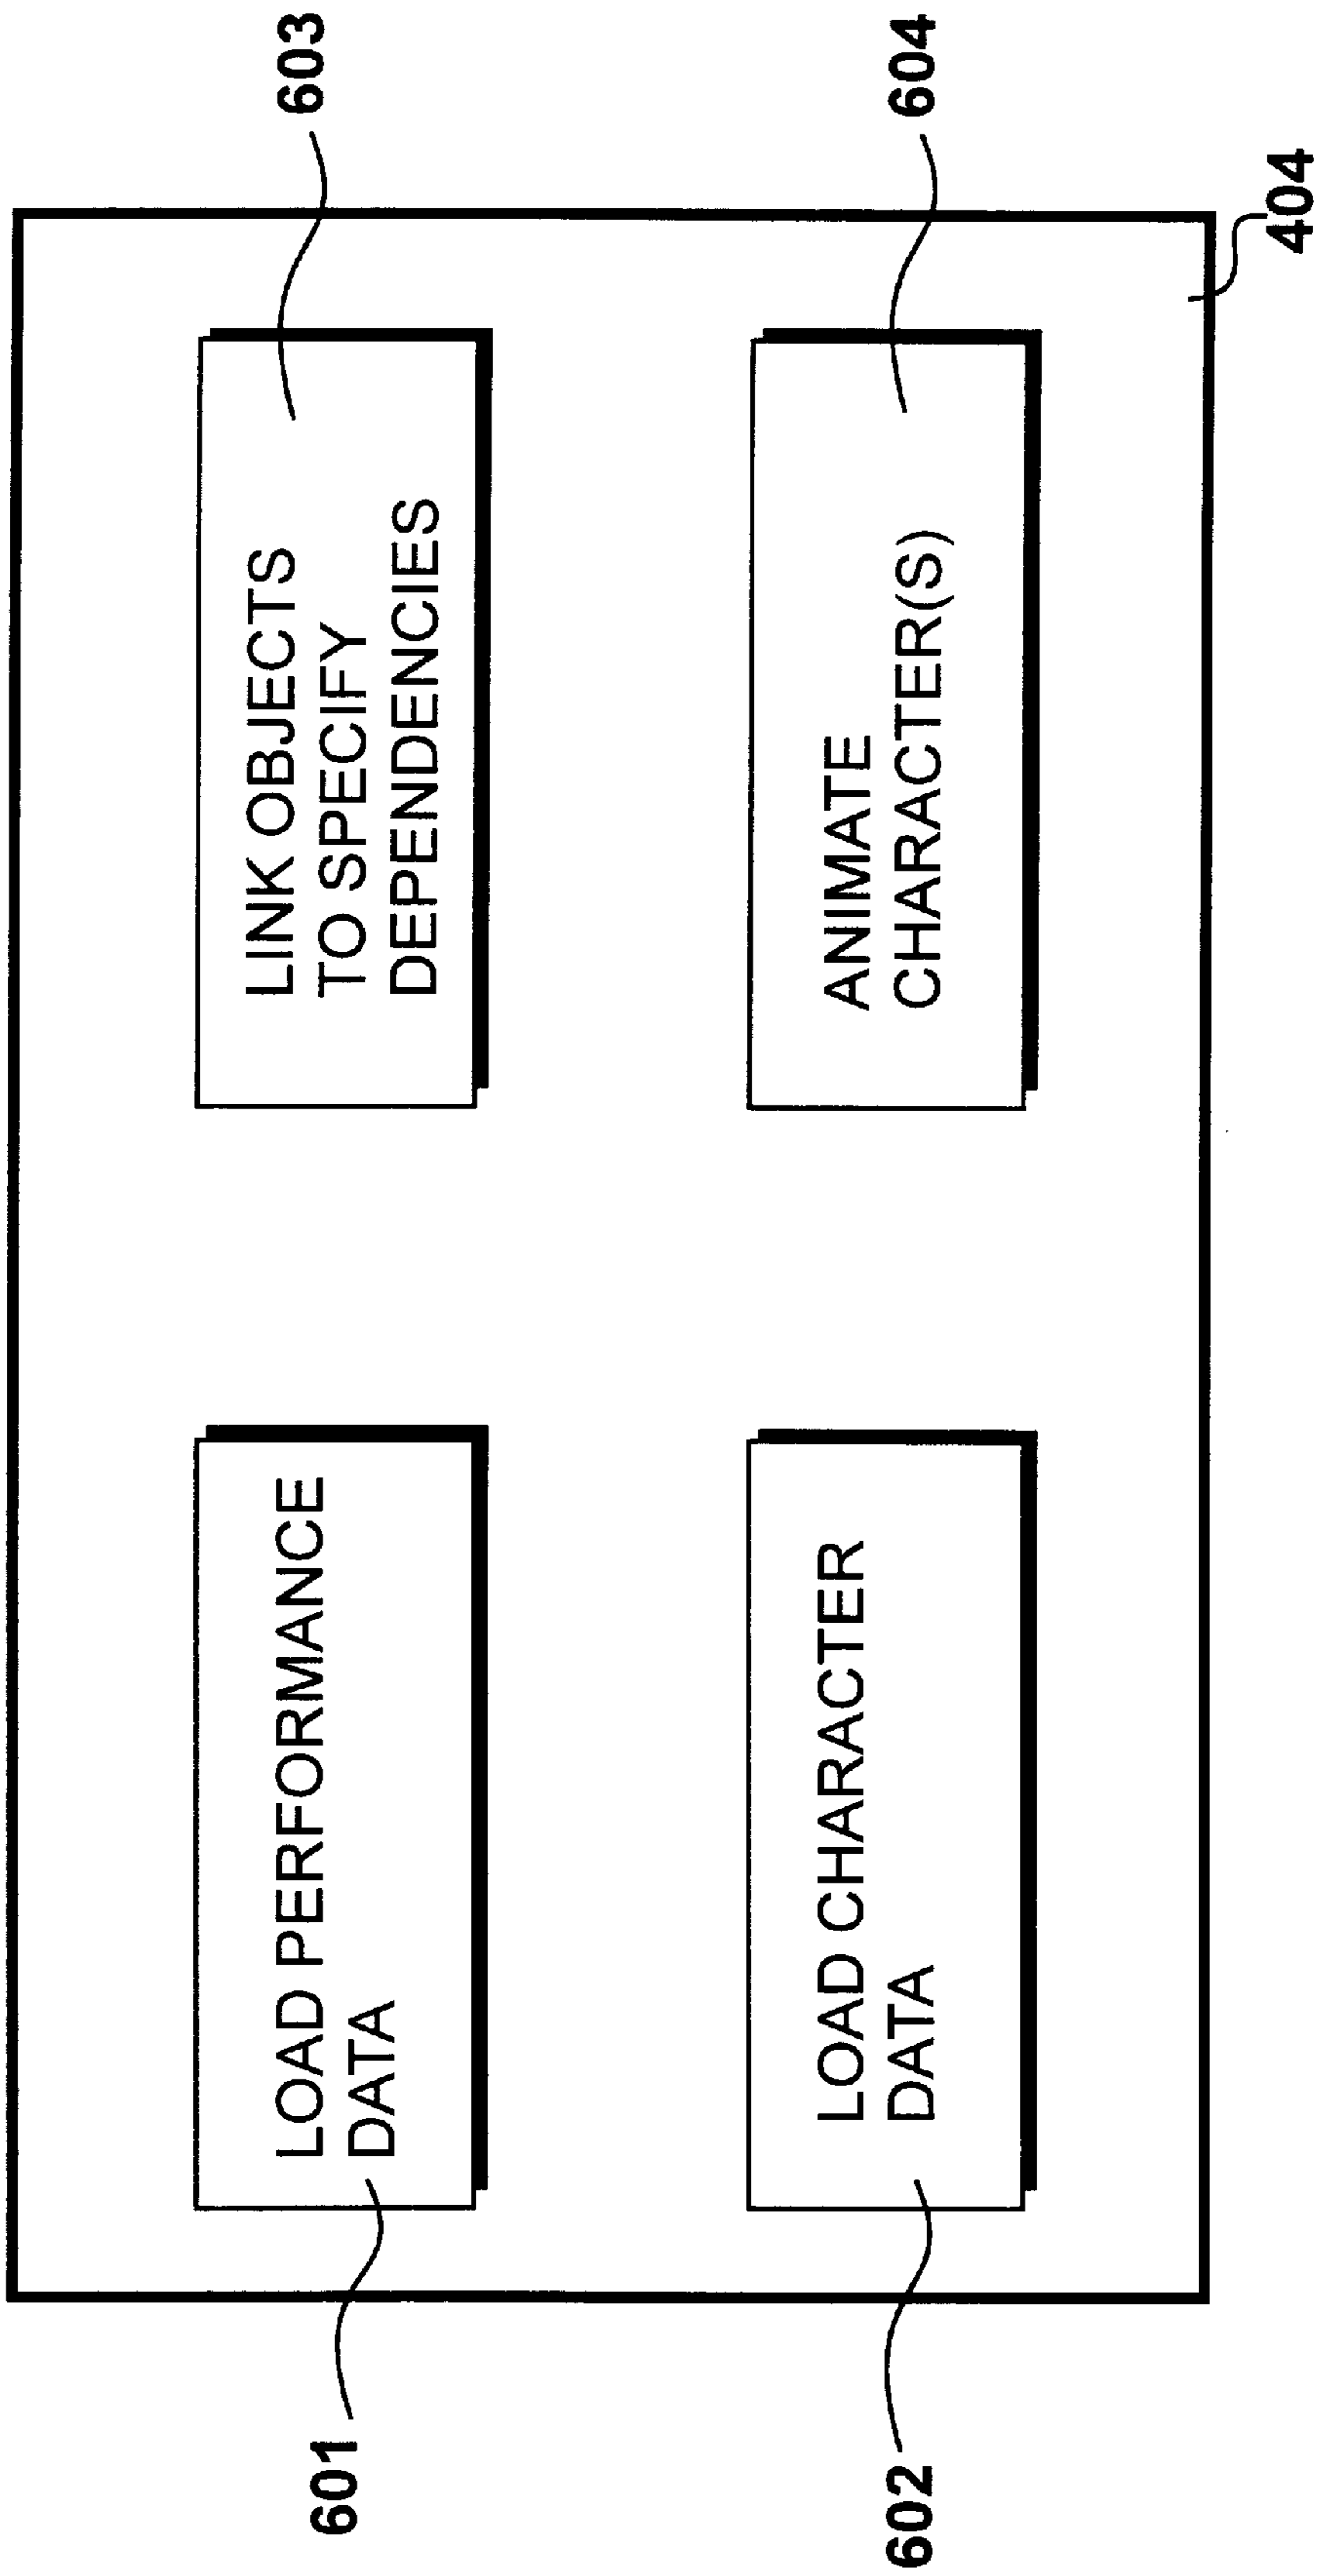 601
LOAD PERFORMANCE
DATA
LINK OBJECTS
TO SPECIFY
DEPENDENCIES
603
602
LOAD CHARACTER
DATA
ANIMATE
CHARACTER(S)
604
404